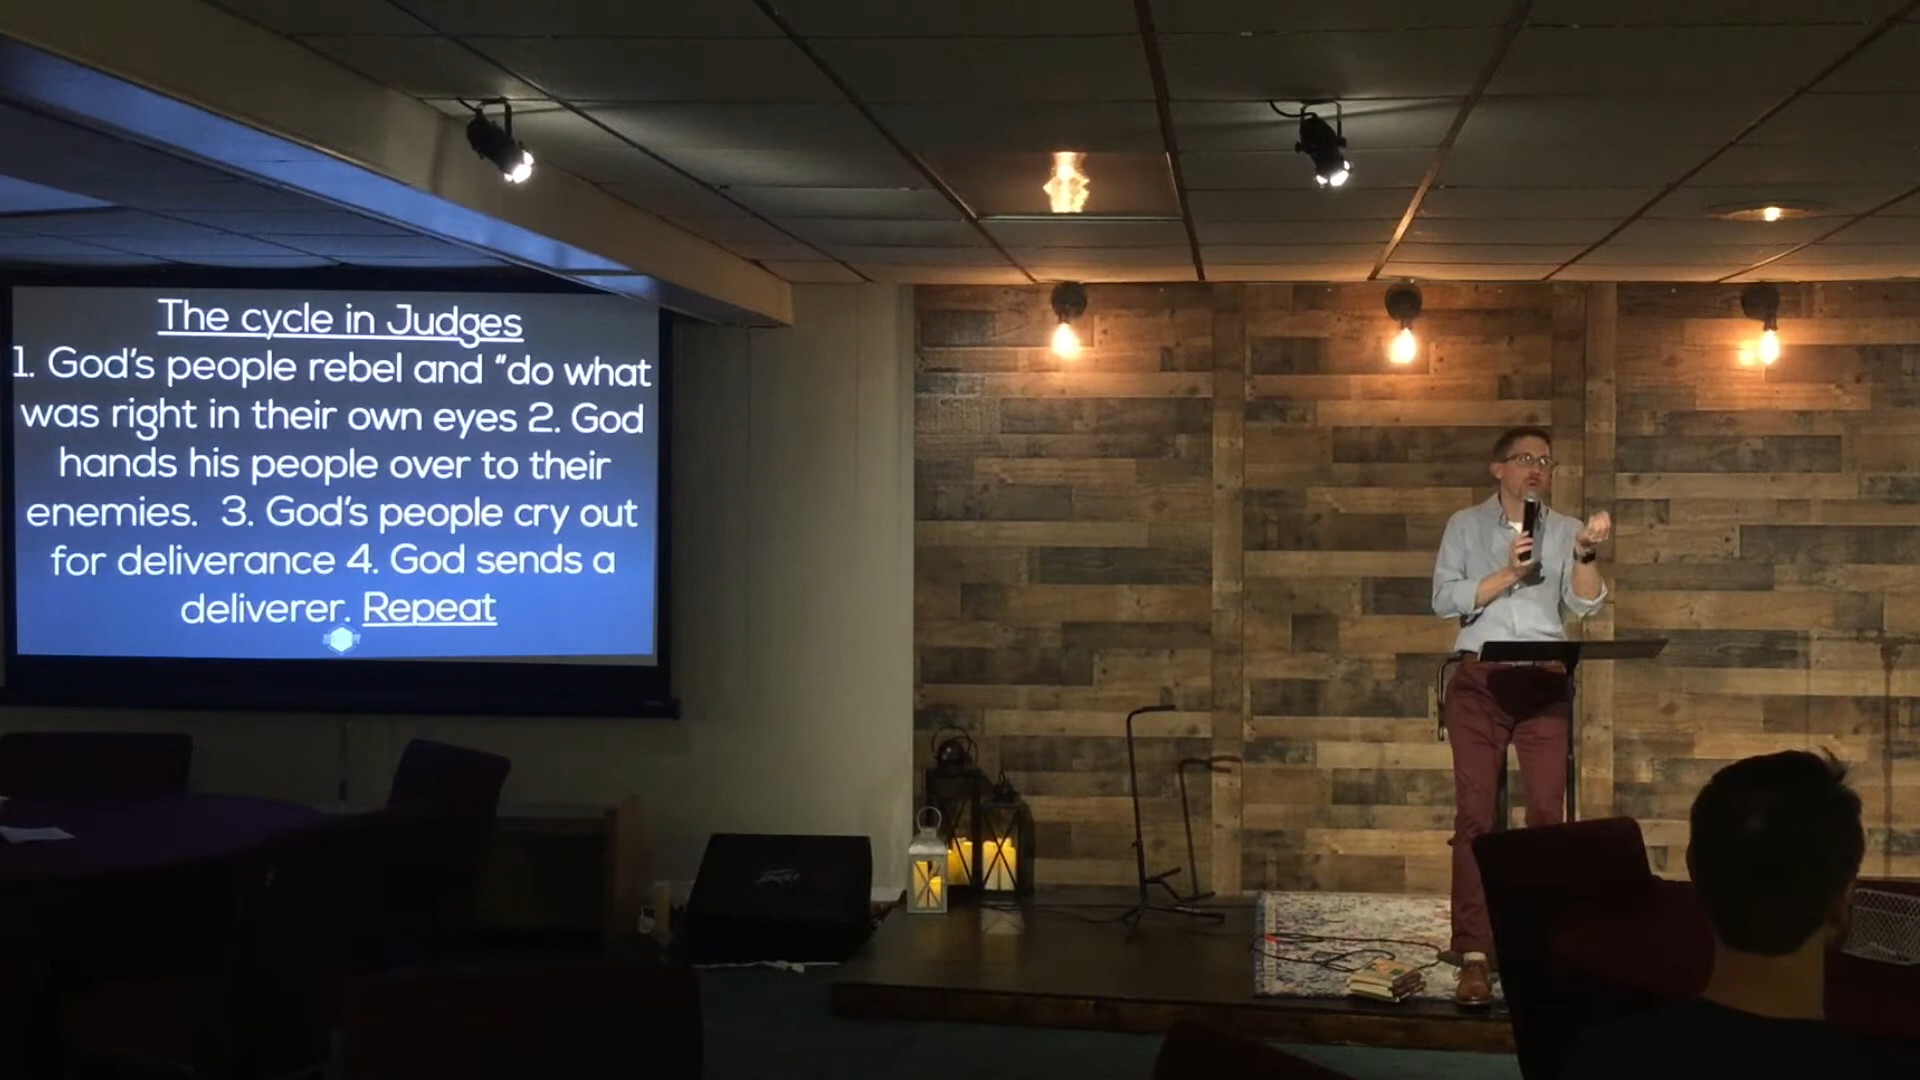 The cycle in Judges
1. God's people rebel and “do what
was right in their own eyes 2. God
hands his people over to their
enemies.  3. God's people cry out
for deliverance 4. God sends a
deliverer. Repeat